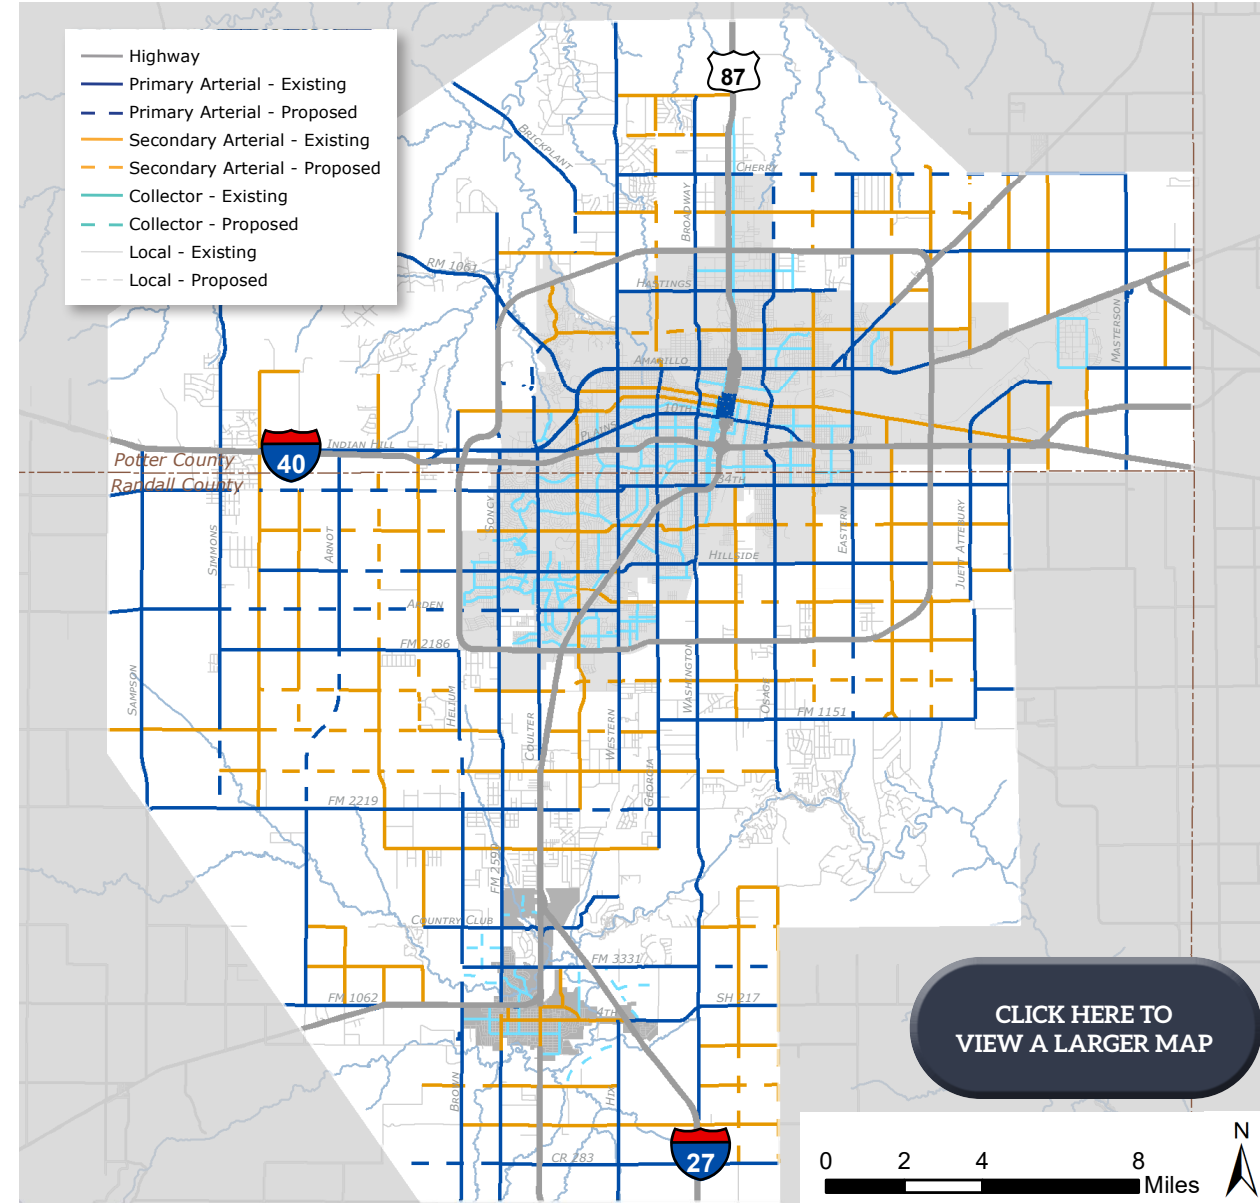 Highway
Primary Arterial - Existing
Primary Arterial - Proposed
Secondary Arterial - Existing
Secondary Arterial - Proposed
Collector - Existing
Collector - Proposed
Local - Existing
Local - Proposed
87
BRICKPLANT
CHERRY
BROADWAY
RM 1061
HASTINGS
MASTERSON
AMARILLO
10TH
PLAINS
INDIAN HILL
40
Potter County
Randall County
34TH
SONCY
SIMMONS
ARNOT
EASTERN
JUETT ATTEBURY
HILLSIDE
ARDEN
FM 2186
SAMPSON
HELIUM
COULTER
WESTERN
WASHINGTON
OSAGE
FM 1151
GEORGIA
FM 2219
FM 2590
COUNTRY CLUB
FM 3331
FM 1062
SH 217
4TH
BROWN
HIX
CR 283
27
CLICK HERE TO
VIEW A LARGER MAP
N
0 2 4 8
Miles